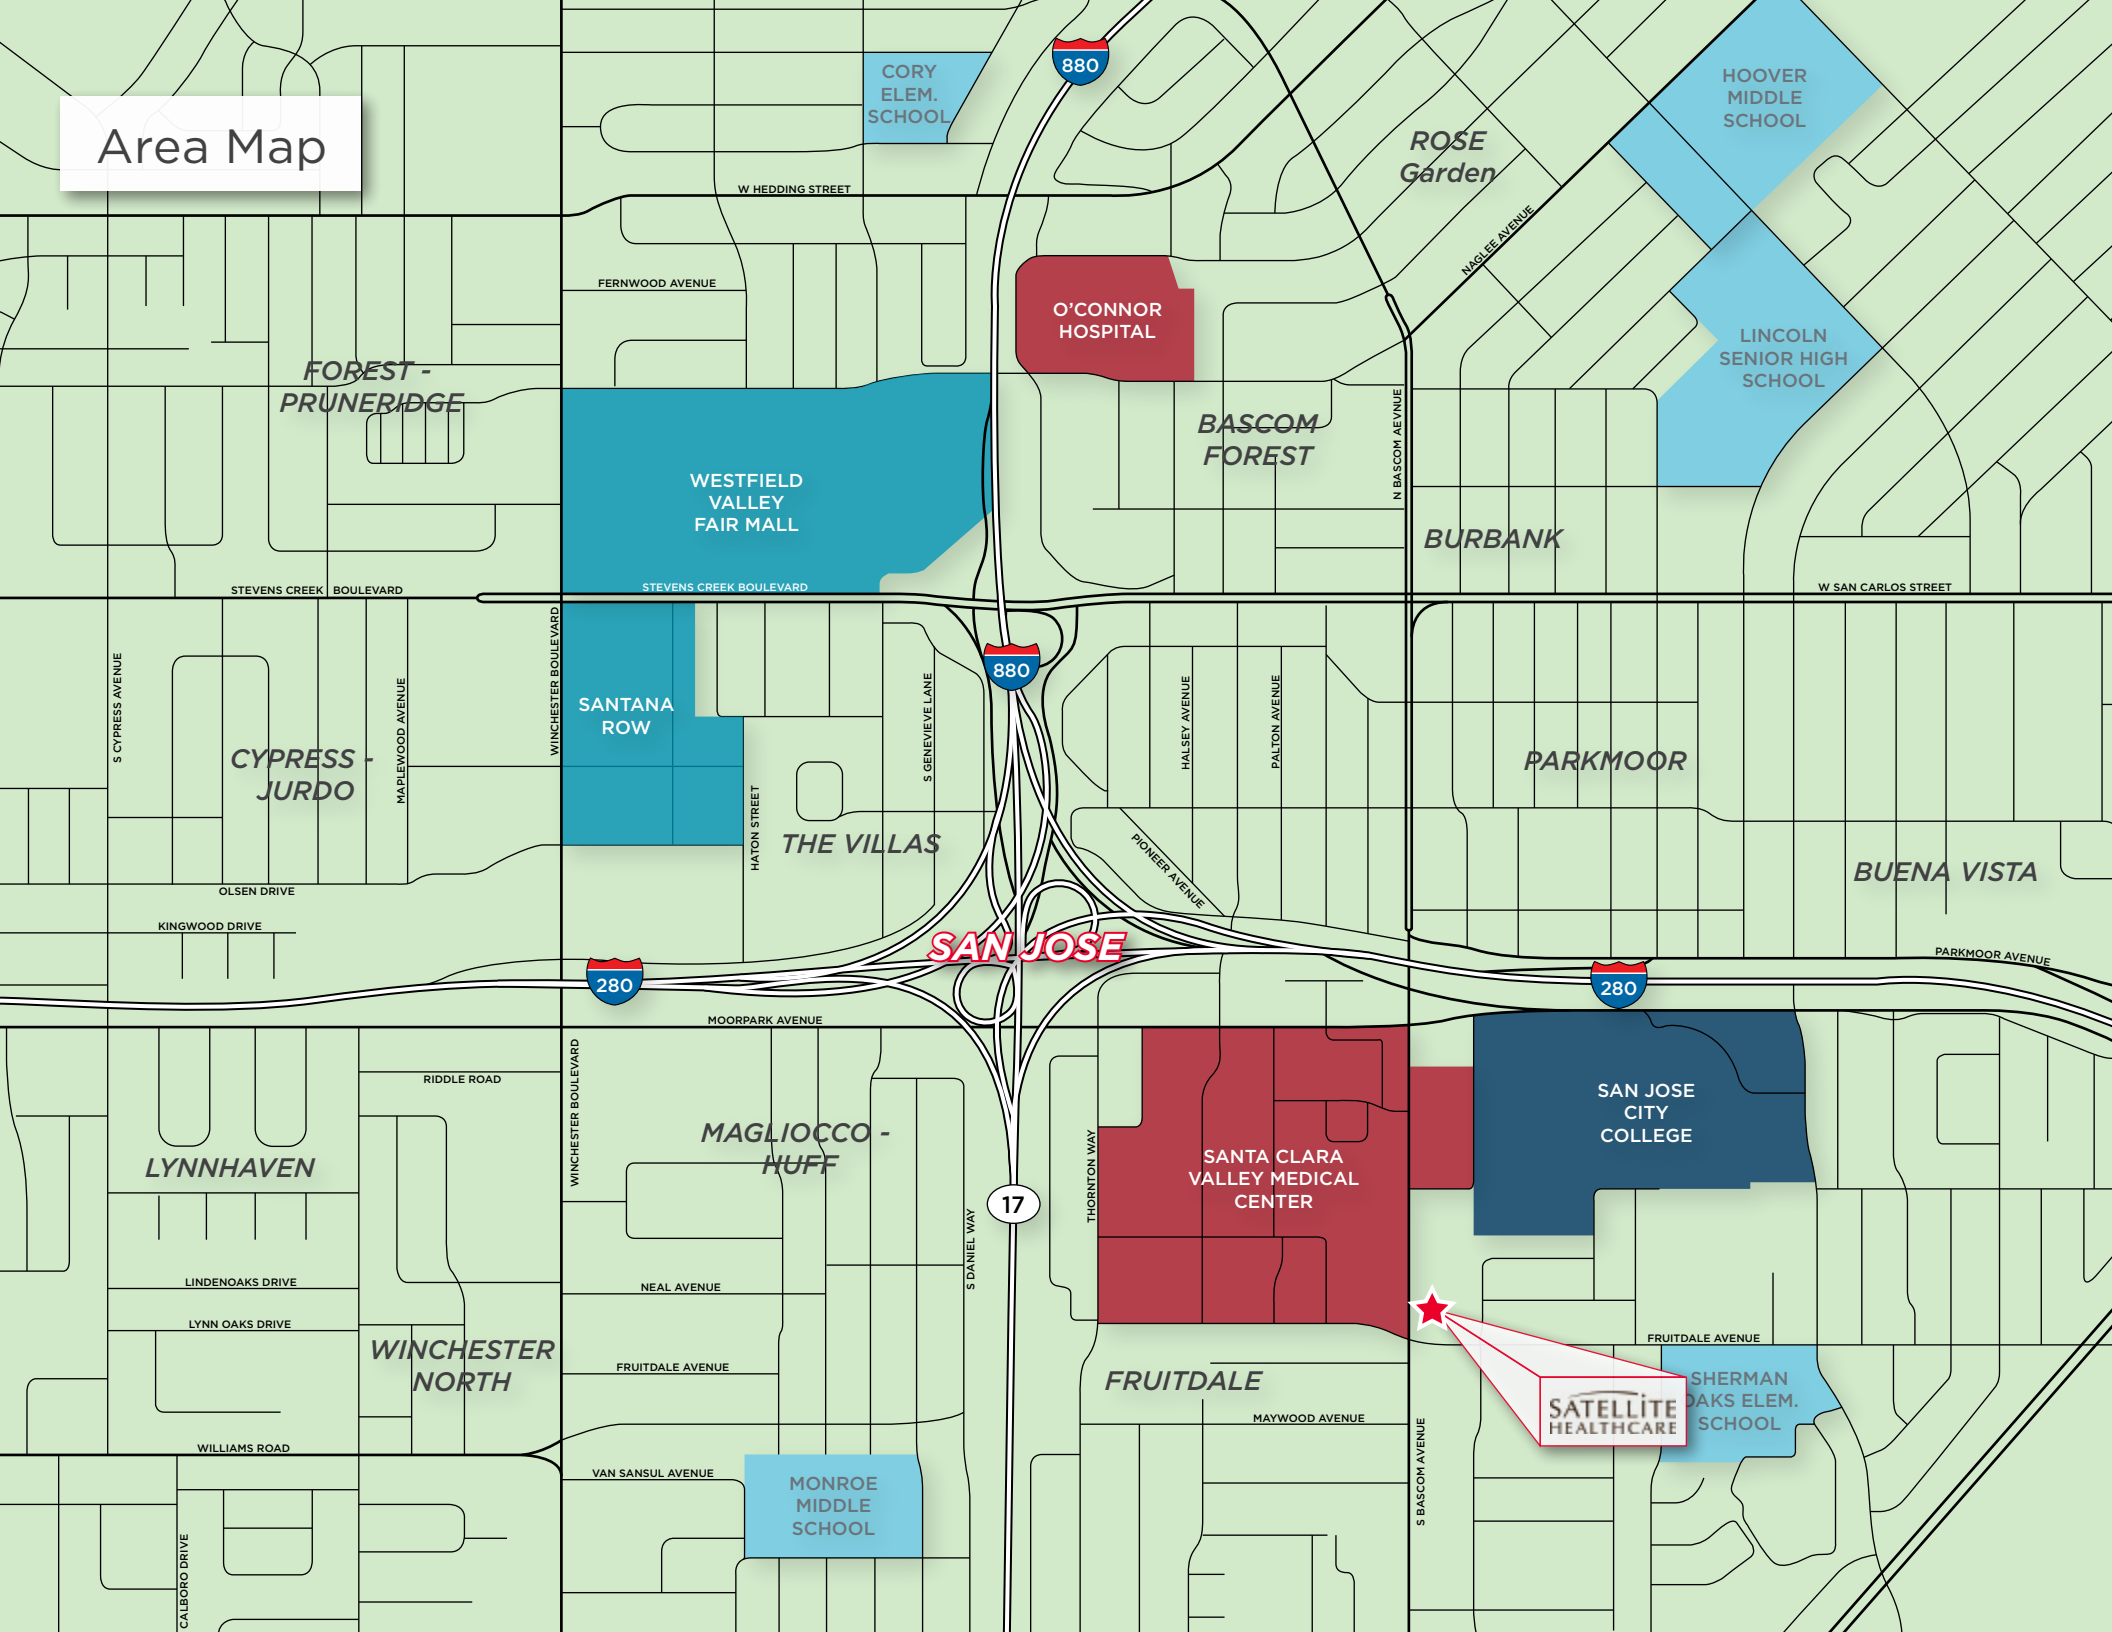 880
CORY
ELEM.
SCHOOL
HOOVER
MIDDLE
SCHOOL
Area Map
ROSE
Garden
W HEDDING STREET
NAGLEE AVENUE
FERNWOOD AVENUE
O'CONNOR
HOSPITAL
LINCOLN
SENIOR HIGH
SCHOOL
FOREST -
PRUNERIDGE
BASCOM
FOREST
N BASCOM AEVNUE
WESTFIELD
VALLEY
FAIR MALL
BURBANK
STEVENS CREEK BOULEVARD
STEVENS CREEK BOULEVARD
W SAN CARLOS STREET
S CYPRESS AVENUE
MAPLEWOOD AVENUE
WINCHESTER BOULEVARD
880
SANTANA
ROW
S GENEVIEVE LANE
HALSEY AVENUE
PALTON AVENUE
CYPRESS -
JURDO
PARKMOOR
HATON STREET
THE VILLAS
PIONEER AVENUE
BUENA VISTA
OLSEN DRIVE
KINGWOOD DRIVE
SAN JOSE
PARKMOOR AVENUE
280
280
MOORPARK AVENUE
WINCHESTER BOULEVARD
RIDDLE ROAD
SAN JOSE
CITY
COLLEGE
MAGLIOCCO -
HUFF
LYNNHAVEN
THORNTON WAY
SANTA CLARA
VALLEY MEDICAL
CENTER
17
S DANIEL WAY
LINDENOAKS DRIVE
NEAL AVENUE
LYNN OAKS DRIVE
WINCHESTER
NORTH
FRUITDALE AVENUE
FRUITDALE AVENUE
FRUITDALE
SHERMAN
OAKS ELEM.
SCHOOL
SATELLITE
HEALTHCARE
MAYWOOD AVENUE
S BASCOM AVENUE
WILLIAMS ROAD
VAN SANSUL AVENUE
MONROE
MIDDLE
SCHOOL
CALBORO DRIVE